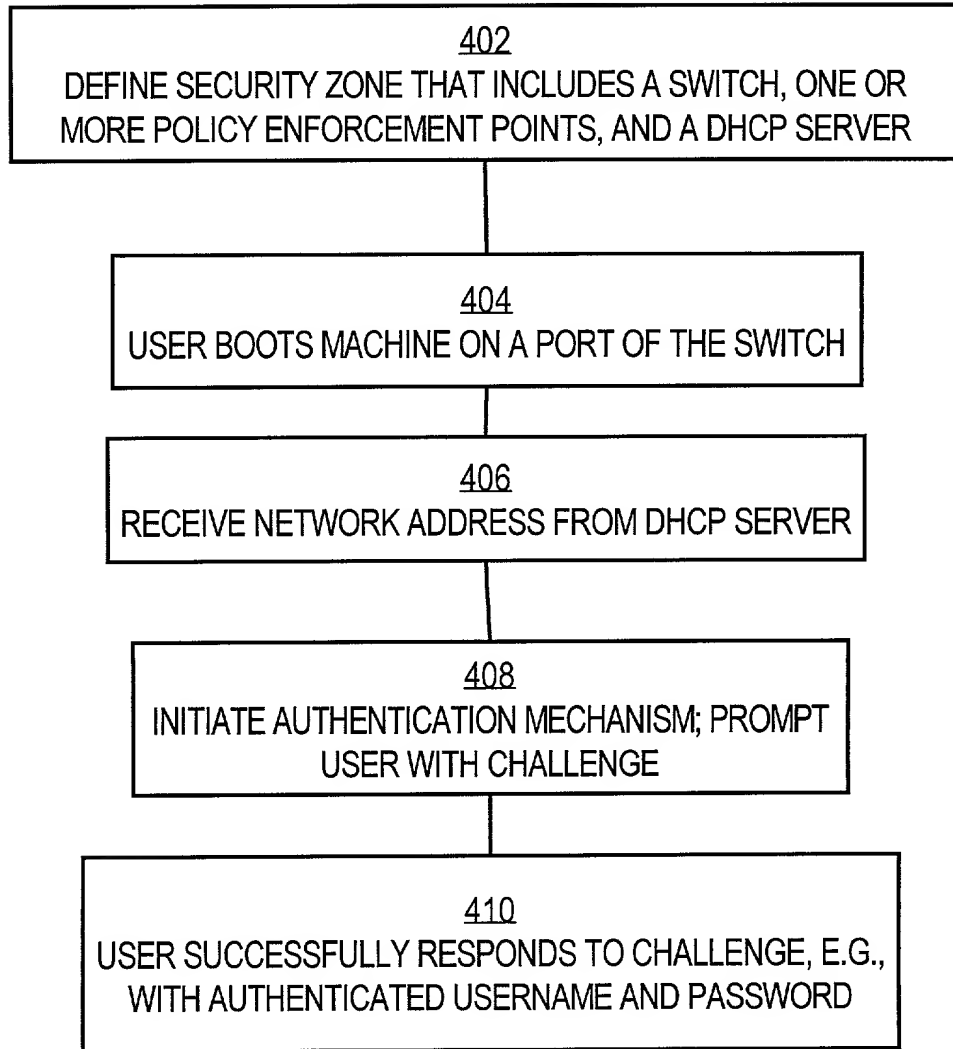 402
DEFINE SECURITY ZONE THAT INCLUDES A SWITCH, ONE OR
MORE POLICY ENFORCEMENT POINTS, AND A DHCP SERVER
404
USER BOOTS MACHINE ON A PORT OF THE SWITCH
406
RECEIVE NETWORK ADDRESS FROM DHCP SERVER
408
INITIATE AUTHENTICATION MECHANISM; PROMPT
USER WITH CHALLENGE
410
USER SUCCESSFULLY RESPONDS TO CHALLENGE, E.G.,
WITH AUTHENTICATED USERNAME AND PASSWORD